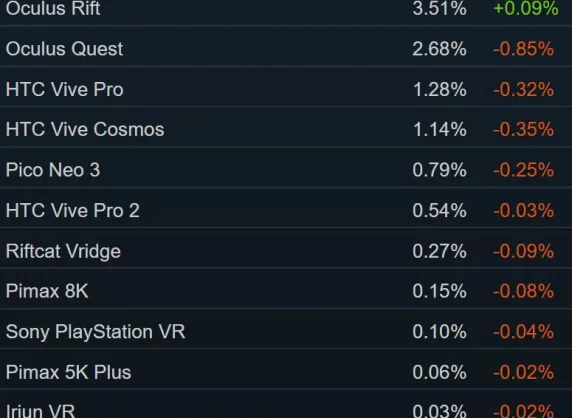 Oculus Rift 3.51% +0.09%
Oculus Quest 2.68% -0.85%
HTC Vive Pro 1.28% -0.32%
HTC Vive Cosmos 1.14% -0.35%
Pico Neo 3 0.79% -0.25%
HTC Vive Pro 2 0.54% -0.03%
Riftcat Vridge 0.27% -0.09%
Pimax 8K 0.15% -0.08%
Sony PlayStation VR 0.10% -0.04%
Pimax 5K Plus 0.06% -0.02%
Iriun VR 0.03% -0.02%